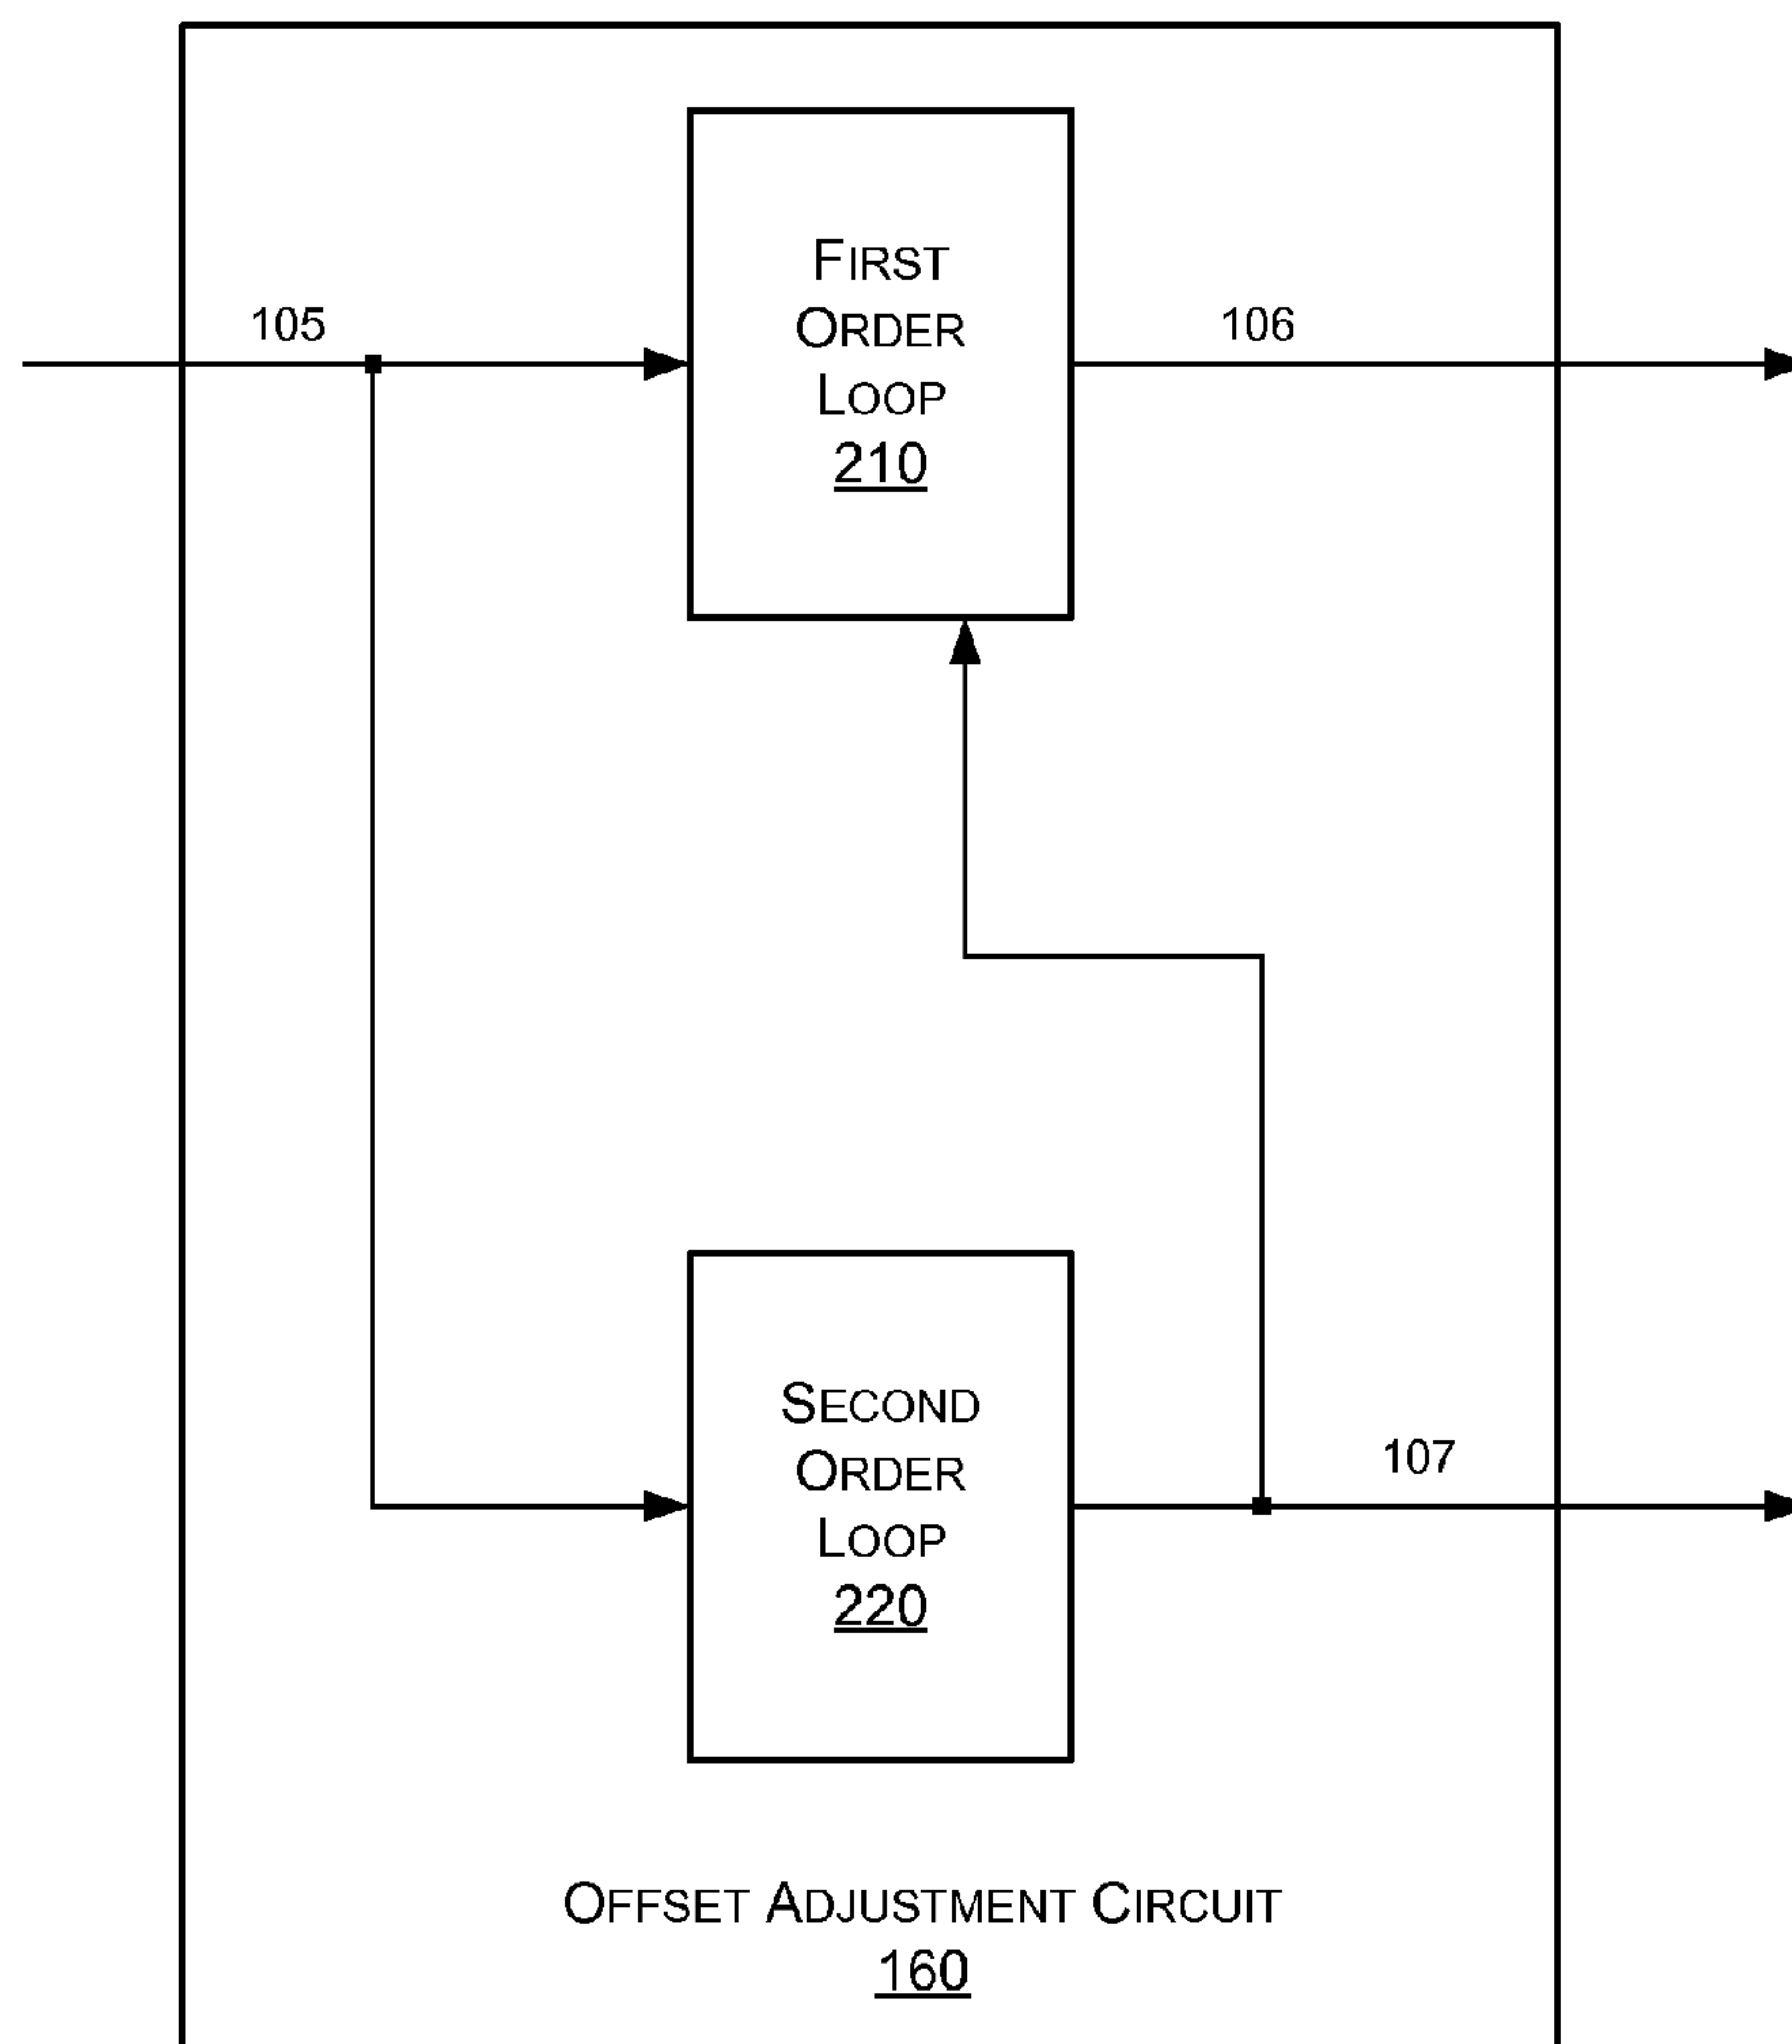 FIRST
ORDER
LOOP
210
105
106
SECOND
ORDER
LOOP
220
107
OFFSET ADJUSTMENT CIRCUIT
160